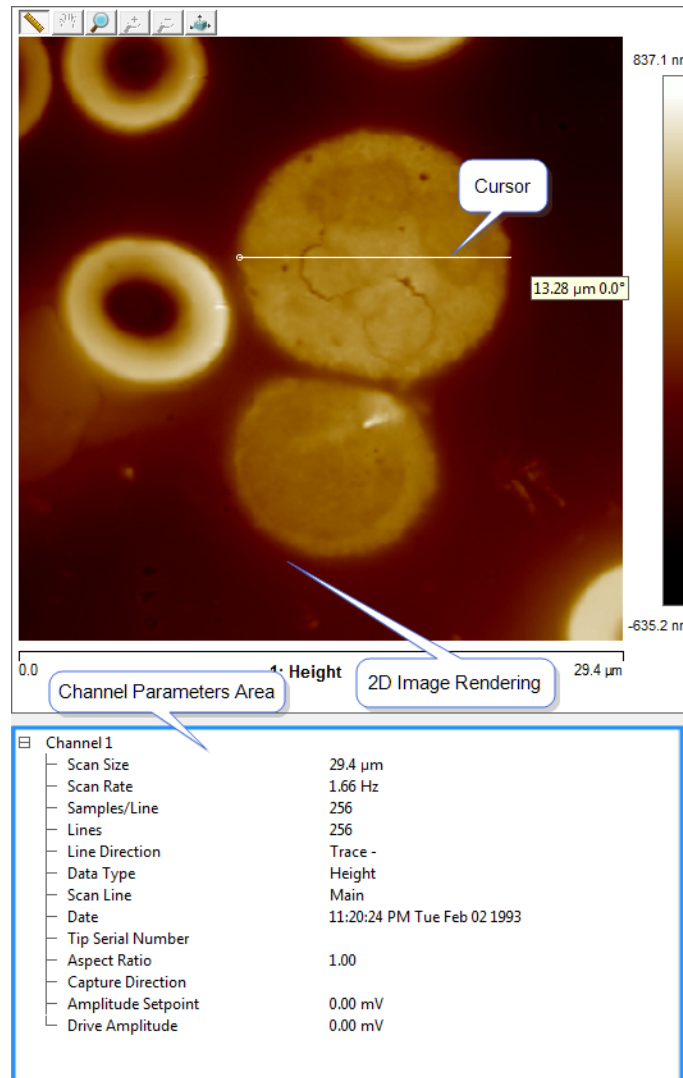 837.1 nm
Cursor
13.28 µm 0.0°
-635.2 nm
0.0
1: Height
29.4 µm
Channel Parameters Area
2D Image Rendering
Channel 1
Scan Size 29.4 µm
Scan Rate 1.66 Hz
Samples/Line 256
Lines 256
Line Direction Trace -
Data Type Height
Scan Line Main
Date 11:20:24 PM Tue Feb 02 1993
Tip Serial Number
Aspect Ratio 1.00
Capture Direction
Amplitude Setpoint 0.00 mV
Drive Amplitude 0.00 mV